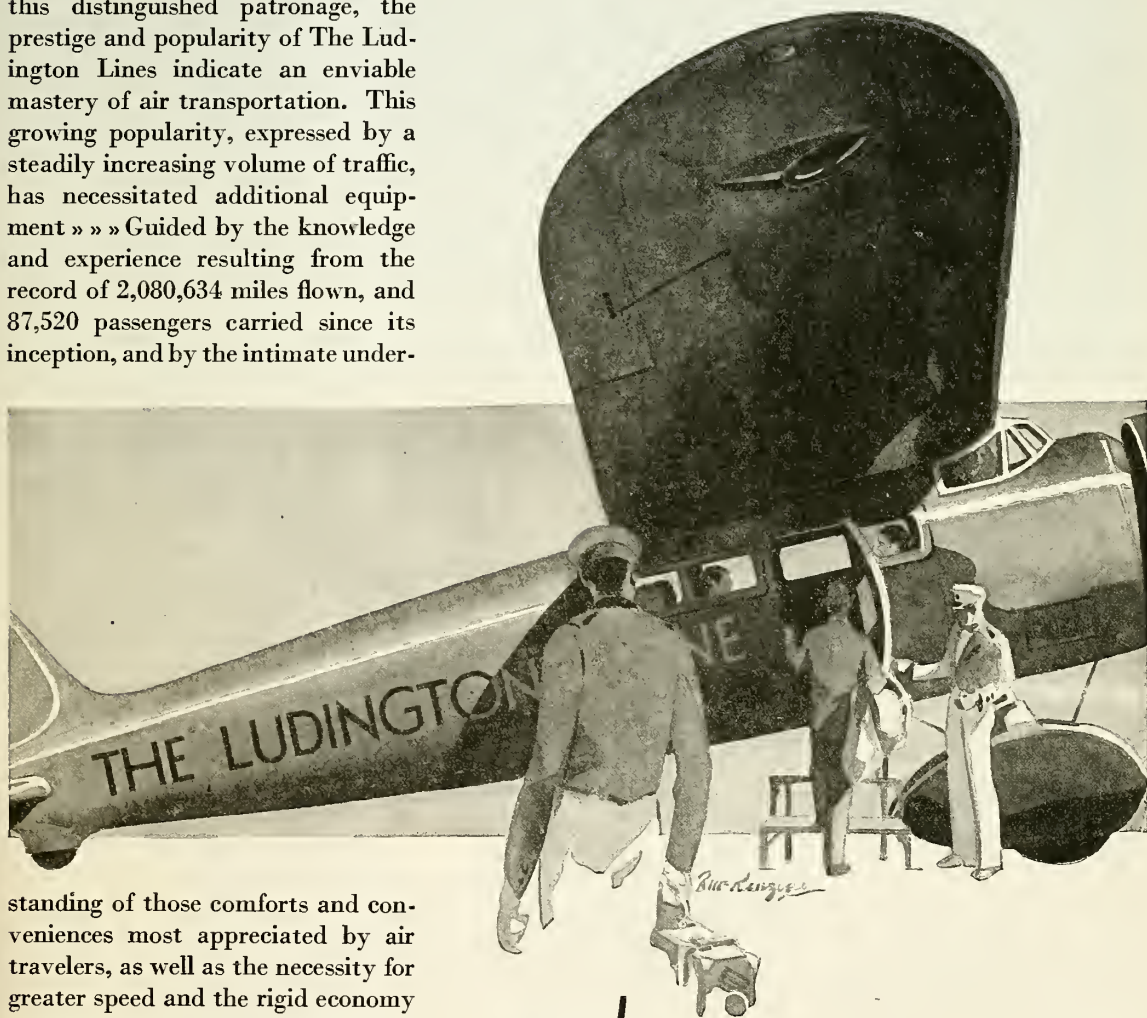 this distinguished patronage, the
prestige and popularity of The Lud-
ington Lines indicate an enviable
mastery of air transportation. This
growing popularity, expressed by a
steadily increasing volume of traffic,
has necessitated additional equip-
ment » » » Guided by the knowledge
and experience resulting from the
record of 2,080,634 miles flown, and
87,520 passengers carried since its
inception, and by the intimate under-
THE LUDINGTON
NE
standing of those comforts and con-
veniences most appreciated by air
travelers, as well as the necessity for
greater speed and the rigid economy